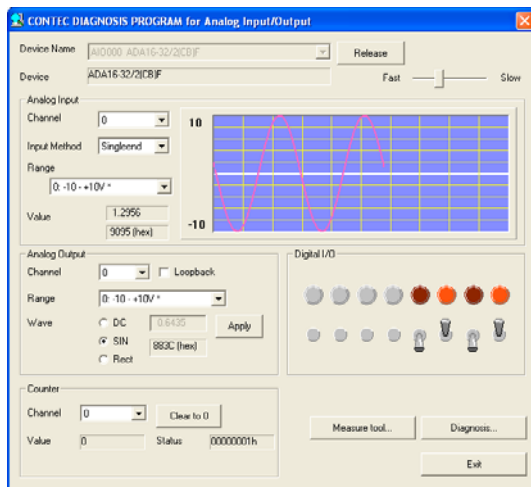 CONTEC DIAGNOSIS PROGRAM for Analog Input/Output
Device Name AIO000: ADA16-32/2(CB)F Release
Device ADA16-32/2(CB)F Fast Slow
Analog Input
Channel 0 10
Input Method Singleend
Range
0: -10 - +10V *
Value 1.2956 -10
9095 (hex)
Analog Output Digital I/O
Channel 0 Loopback
Range 0: -10 - +10V *
Wave DC 0.6435 Apply
SIN 883C (hex)
Rect
Counter
Channel 0 Clear to 0 Measure tool... Diagnosis...
Value 0 Status 00000001h
Exit